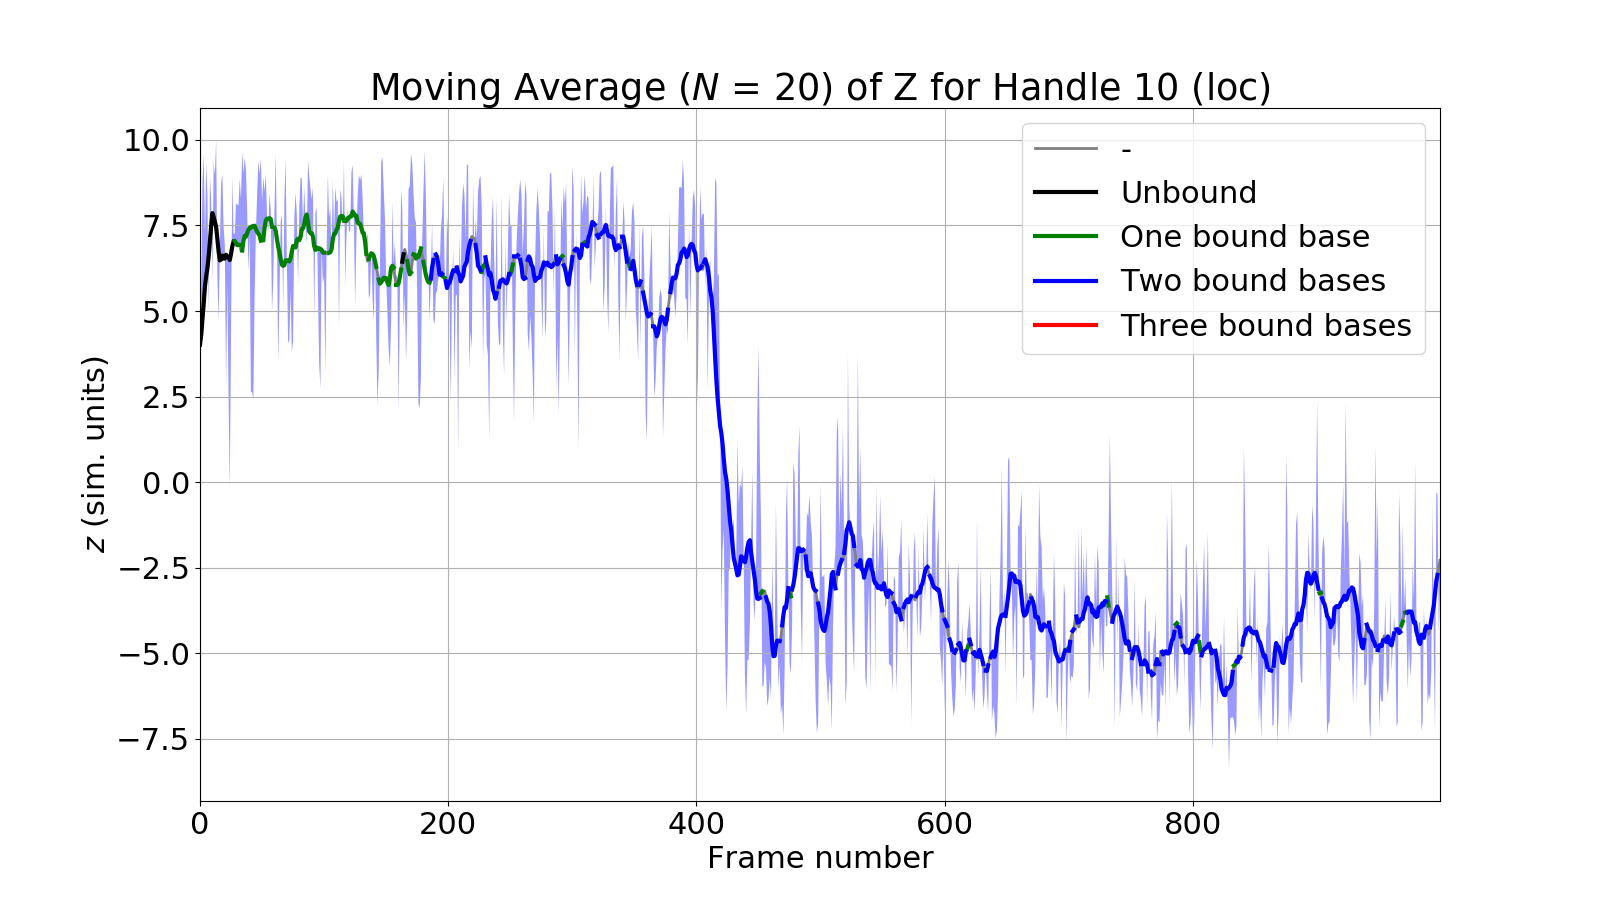 Moving Average (N = 20) of Z for Handle 10 (loc)
10.0
7.5
5.0
2.5
0.0
−2.5
−5.0
−7.5
z (sim. units)
-
Unbound
One bound base
Two bound bases
Three bound bases
0
200
400
600
800
Frame number